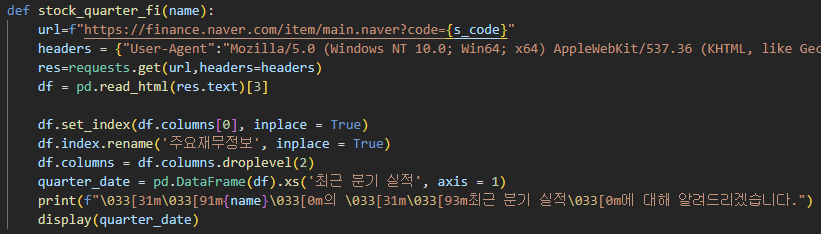 def stock_quarter_fi(name):
    url=f"https://finance.naver.com/item/main.naver?code={s_code}"
    headers = {"User-Agent":"Mozilla/5.0 (Windows NT 10.0; Win64; x64) AppleWebKit/537.36 (KHTML, like Gec
    res=requests.get(url,headers=headers)
    df = pd.read_html(res.text)[3]
    df.set_index(df.columns[0], inplace = True)
    df.index.rename('주요재무정보', inplace = True)
    df.columns = df.columns.droplevel(2)
    quarter_date = pd.DataFrame(df).xs('최근 분기 실적', axis = 1)
    print(f"\033[31m\033[91m{name}\033[0m의 \033[31m\033[93m최근 분기 실적\033[0m에 대해 알려드리겠습니다.")
    display(quarter_date)